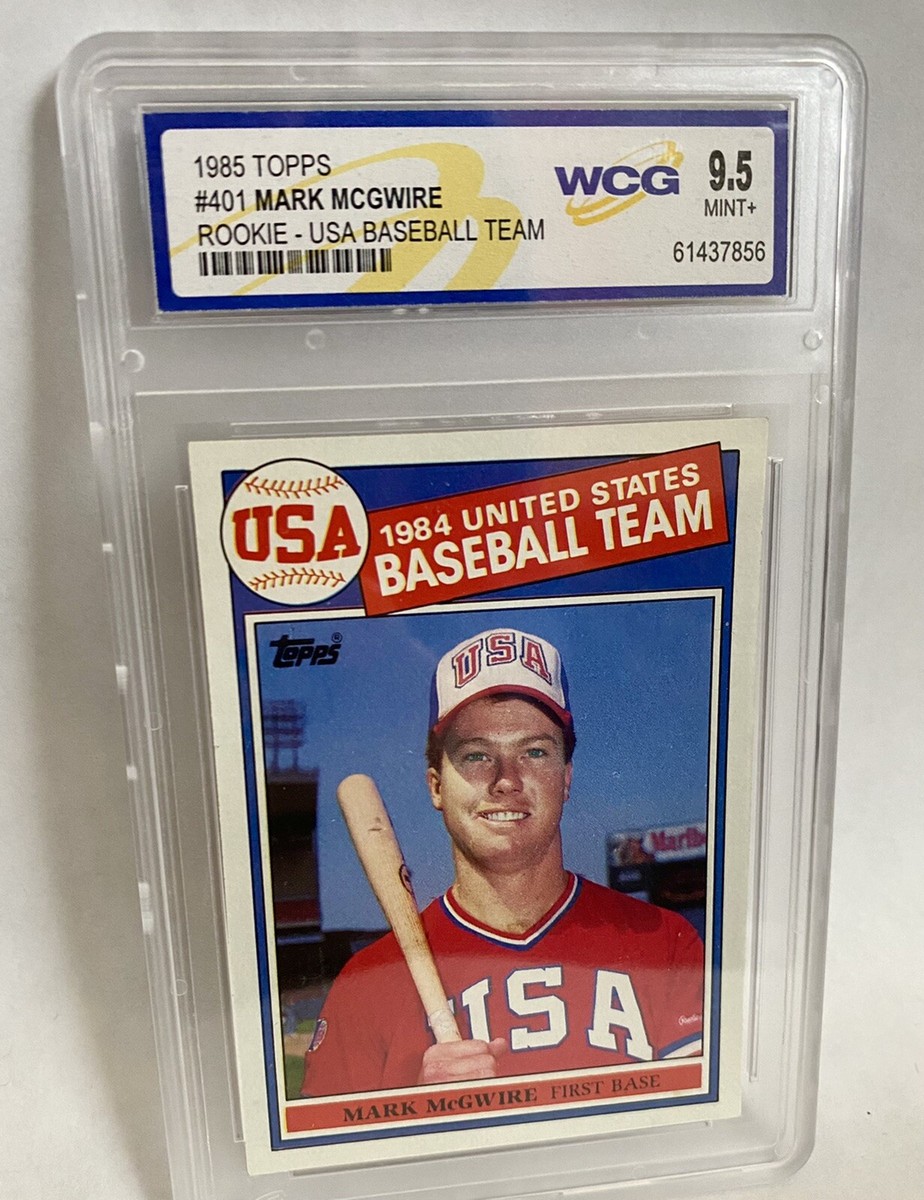 1985 TOPPS
#401 MARK MCGWIRE
ROOKIE - USA BASEBALL TEAM
WCG
9.5
MINT+
61437856
USA
1984 UNITED STATES
BASEBALL TEAM
topps®
USA
Marlb
USA
MARK McGWIRE FIRST BASE